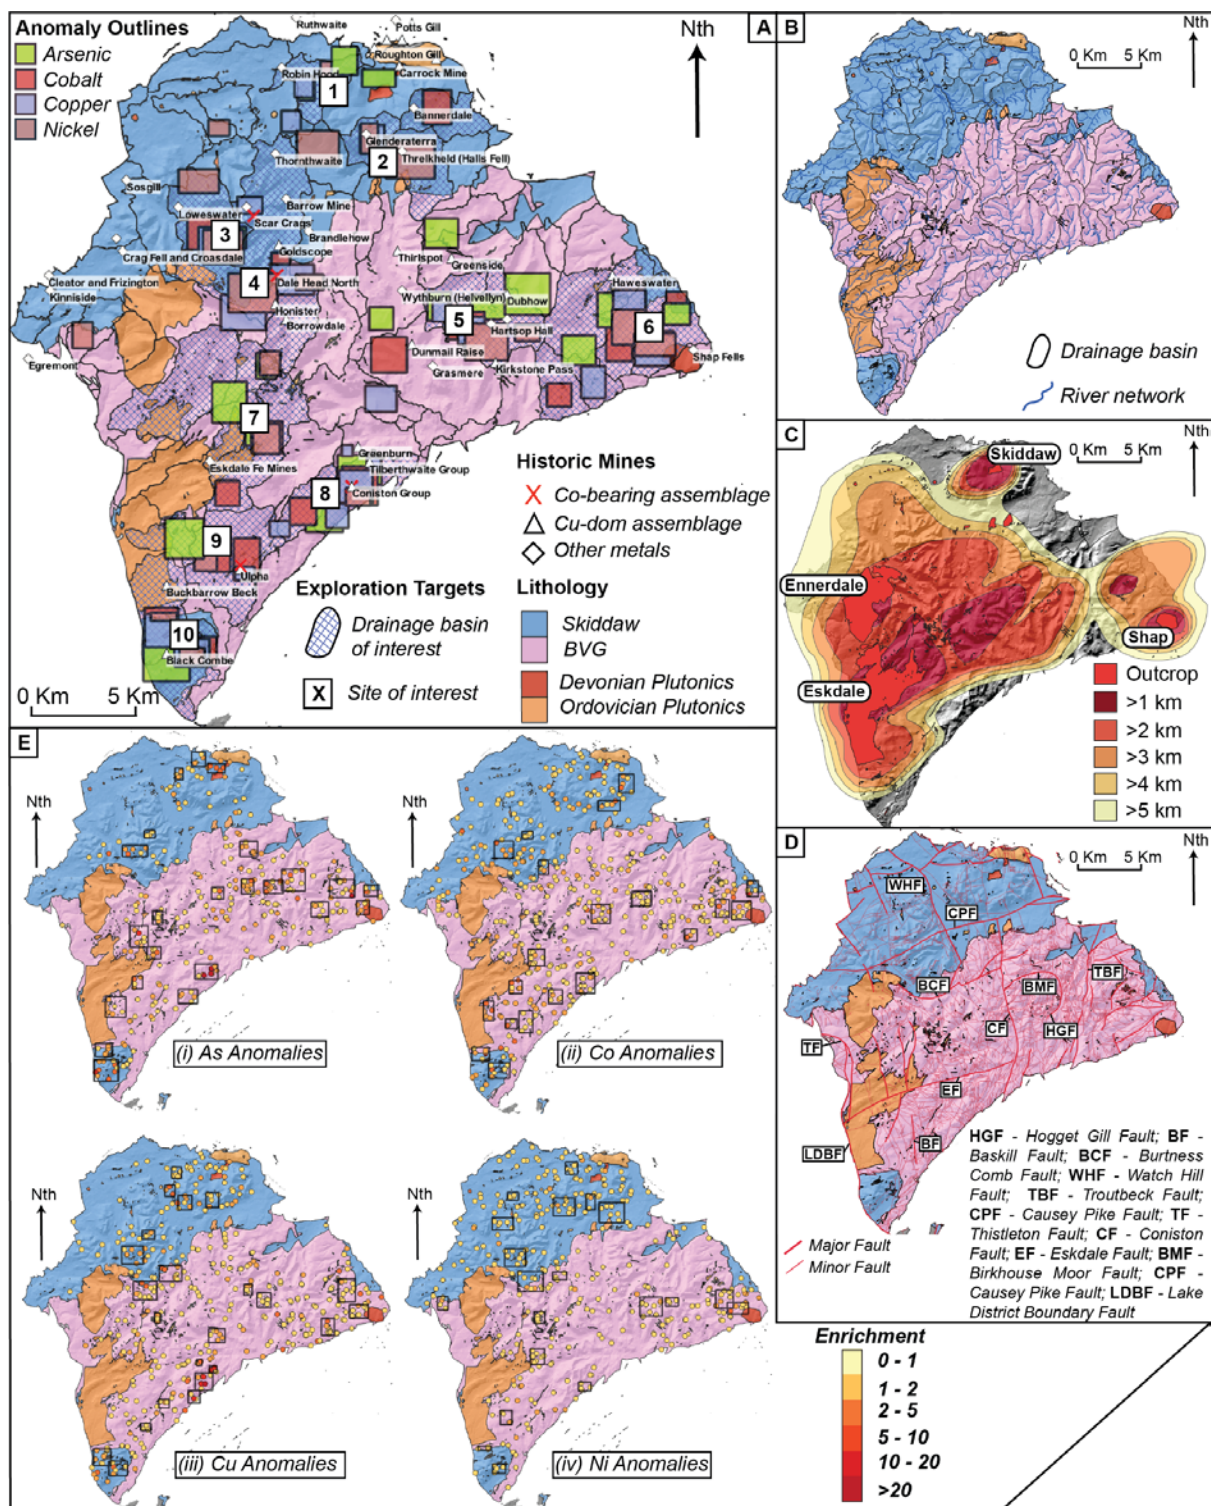 A
Anomaly Outlines
Arsenic
Cobalt
Copper
Nickel
Nth
Ruthwaite
Potts Gill
Roughton Gill
Robin Hood
Carrock Mine
1
Bannerdale
Glenderaterra
2
Threlkheld (Halls Fell)
Thornthwaite
Sosgill
Barrow Mine
Loweswater
Scar Crags
3
Brandlehow
Goldscope
Crag Fell and Croasdale
Thirlspot
Greenside
Cleator and Frizington
Kinniside
4
Dale Head North
Haweswater
Wythburn (Helvellyn)
Dubhow
Honister
Borrowdale
5
Hartsop Hall
6
Egremont
Dunmail Raise
Grasmere
Kirkstone Pass
Shap Fells
7
Greenburn
Eskdale Fe Mines
Tilberthwaite Group
8
Coniston Group
9
Ulpha
Buckbarrow Beck
10
Black Combe
0 Km
5 Km
Historic Mines
Co-bearing assemblage
Cu-dom assemblage
Other metals
Exploration Targets
Drainage basin
of interest
X
Site of interest
Lithology
Skiddaw
BVG
Devonian Plutonics
Ordovician Plutonics
B
Nth
0 Km 5 Km
Drainage basin
River network
C
Nth
Skiddaw
0 Km 5 Km
Ennerdale
Shap
Eskdale
Outcrop
>1 km
>2 km
>3 km
>4 km
>5 km
D
Nth
0 Km 5 Km
WHF
CPF
BCF
BMF
TBF
TF
CF
HGF
EF
LDBF
BF
Major Fault
Minor Fault
HGF - Hogget Gill Fault; BF -
Baskill Fault; BCF - Burtness
Comb Fault; WHF - Watch Hill
Fault; TBF - Troutbeck Fault;
CPF - Causey Pike Fault; TF -
Thistleton Fault; CF - Coniston
Fault; EF - Eskdale Fault; BMF -
Birkhouse Moor Fault; CPF -
Causey Pike Fault; LDBF - Lake
District Boundary Fault
E
Nth
(i) As Anomalies
Nth
(ii) Co Anomalies
Nth
(iii) Cu Anomalies
Nth
(iv) Ni Anomalies
Enrichment
0 - 1
1 - 2
2 - 5
5 - 10
10 - 20
>20